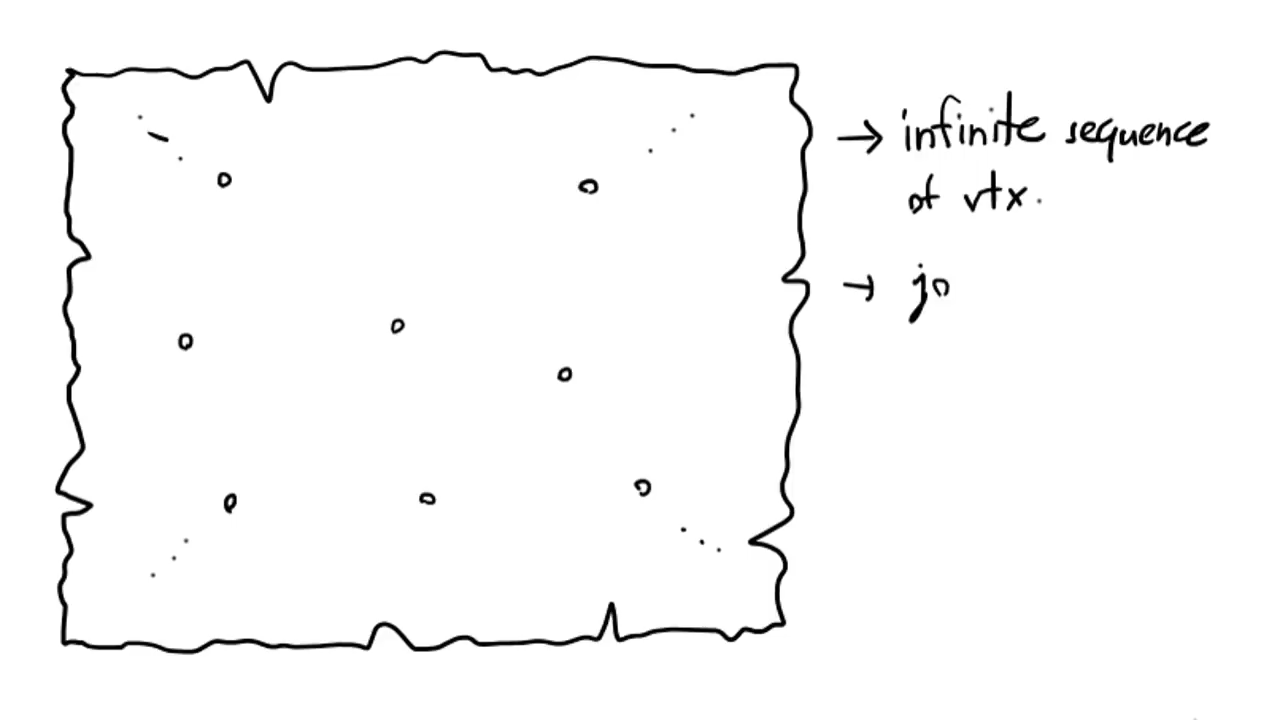 → infinite sequence
of vtx.
→ jo